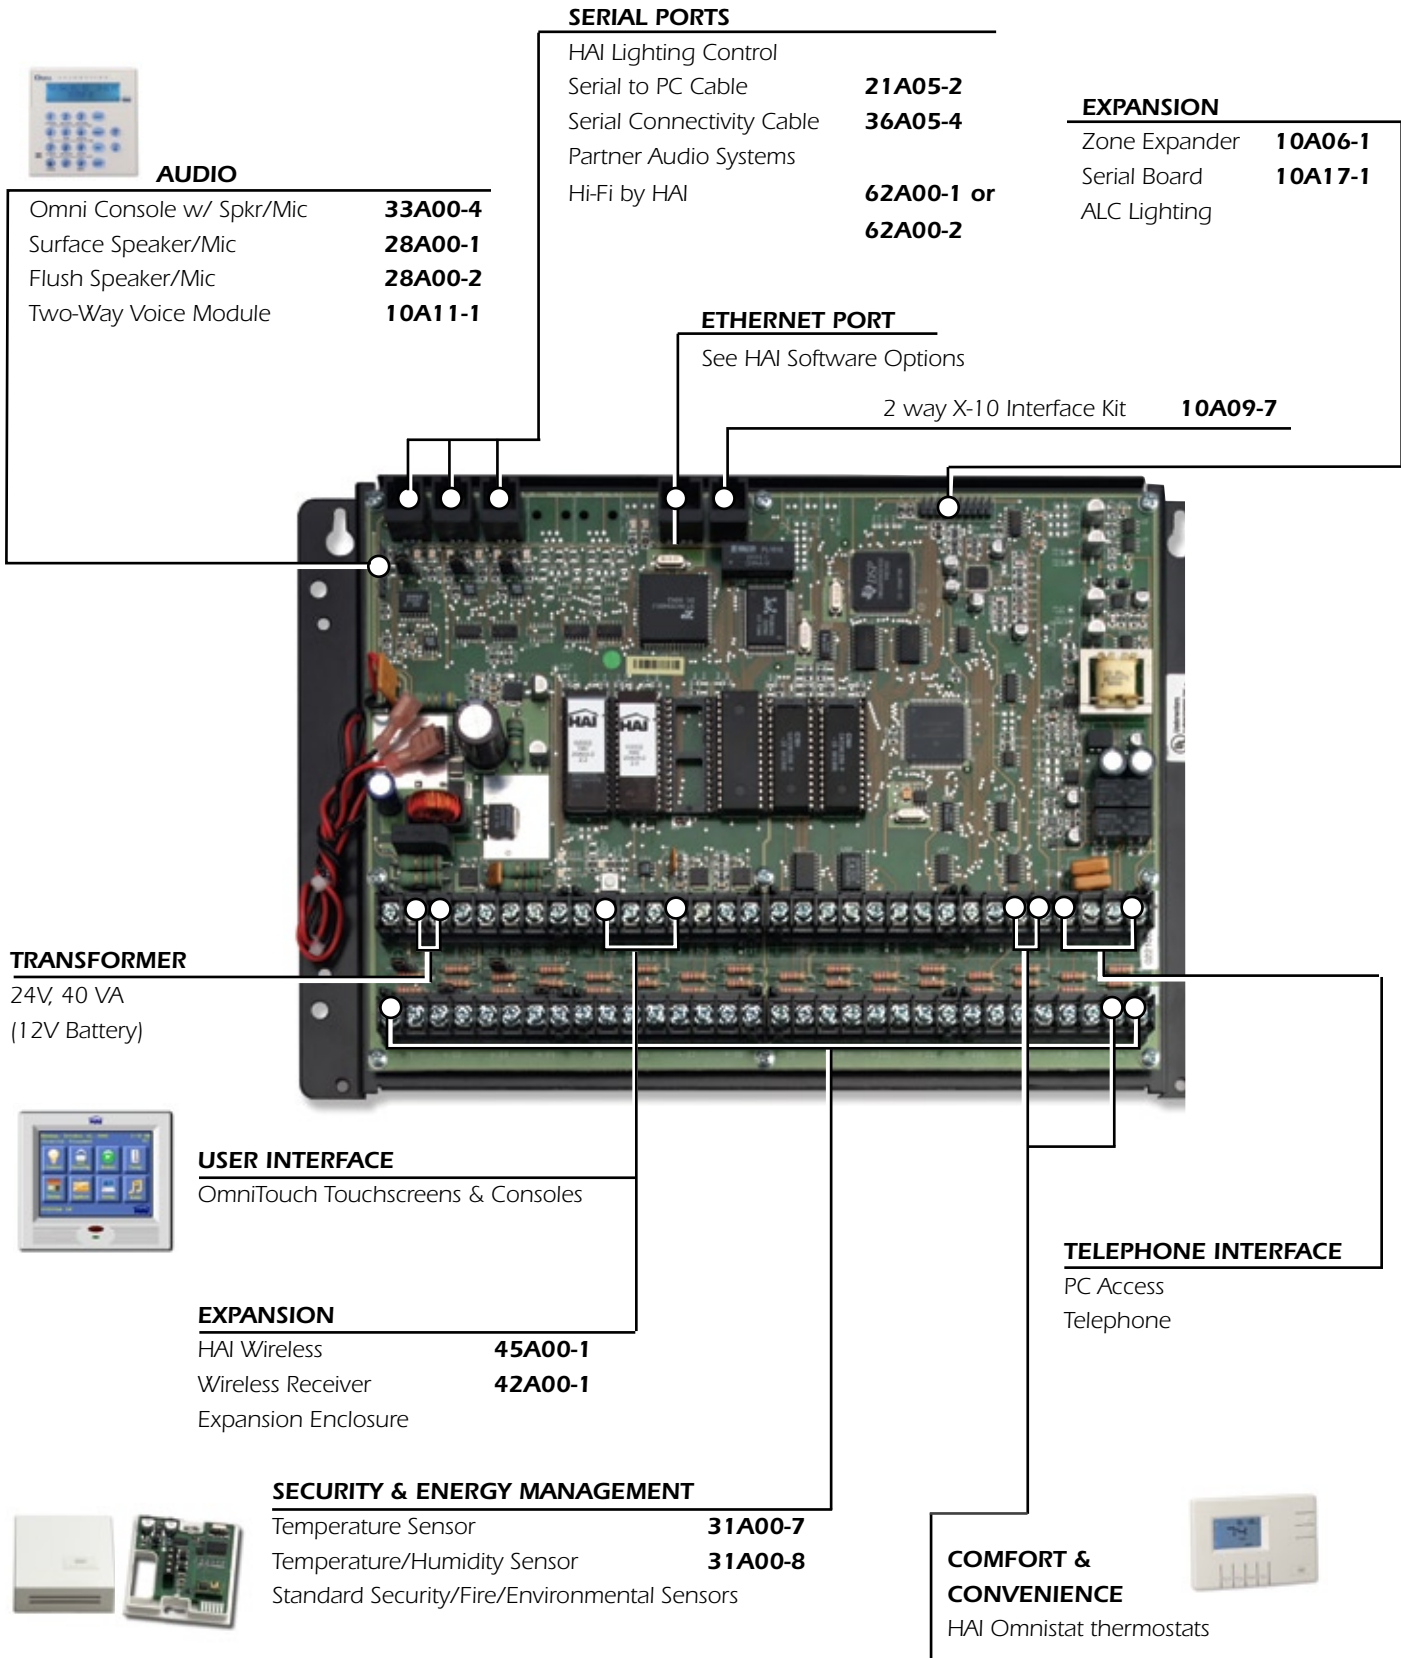 SERIAL PORTS
HAI Lighting Control
Serial to PC Cable 21A05-2
Serial Connectivity Cable 36A05-4
Partner Audio Systems
Hi-Fi by HAI 62A00-1 or
62A00-2
EXPANSION
Zone Expander 10A06-1
Serial Board 10A17-1
ALC Lighting
AUDIO
Omni Console w/ Spkr/Mic 33A00-4
Surface Speaker/Mic 28A00-1
Flush Speaker/Mic 28A00-2
Two-Way Voice Module 10A11-1
ETHERNET PORT
See HAI Software Options
2 way X-10 Interface Kit 10A09-7
DSP
HAI
HAI
TRANSFORMER
24V, 40 VA
(12V Battery)
USER INTERFACE
OmniTouch Touchscreens & Consoles
TELEPHONE INTERFACE
PC Access
Telephone
EXPANSION
HAI Wireless 45A00-1
Wireless Receiver 42A00-1
Expansion Enclosure
SECURITY & ENERGY MANAGEMENT
Temperature Sensor 31A00-7
Temperature/Humidity Sensor 31A00-8
Standard Security/Fire/Environmental Sensors
COMFORT &
CONVENIENCE
HAI Omnistat thermostats